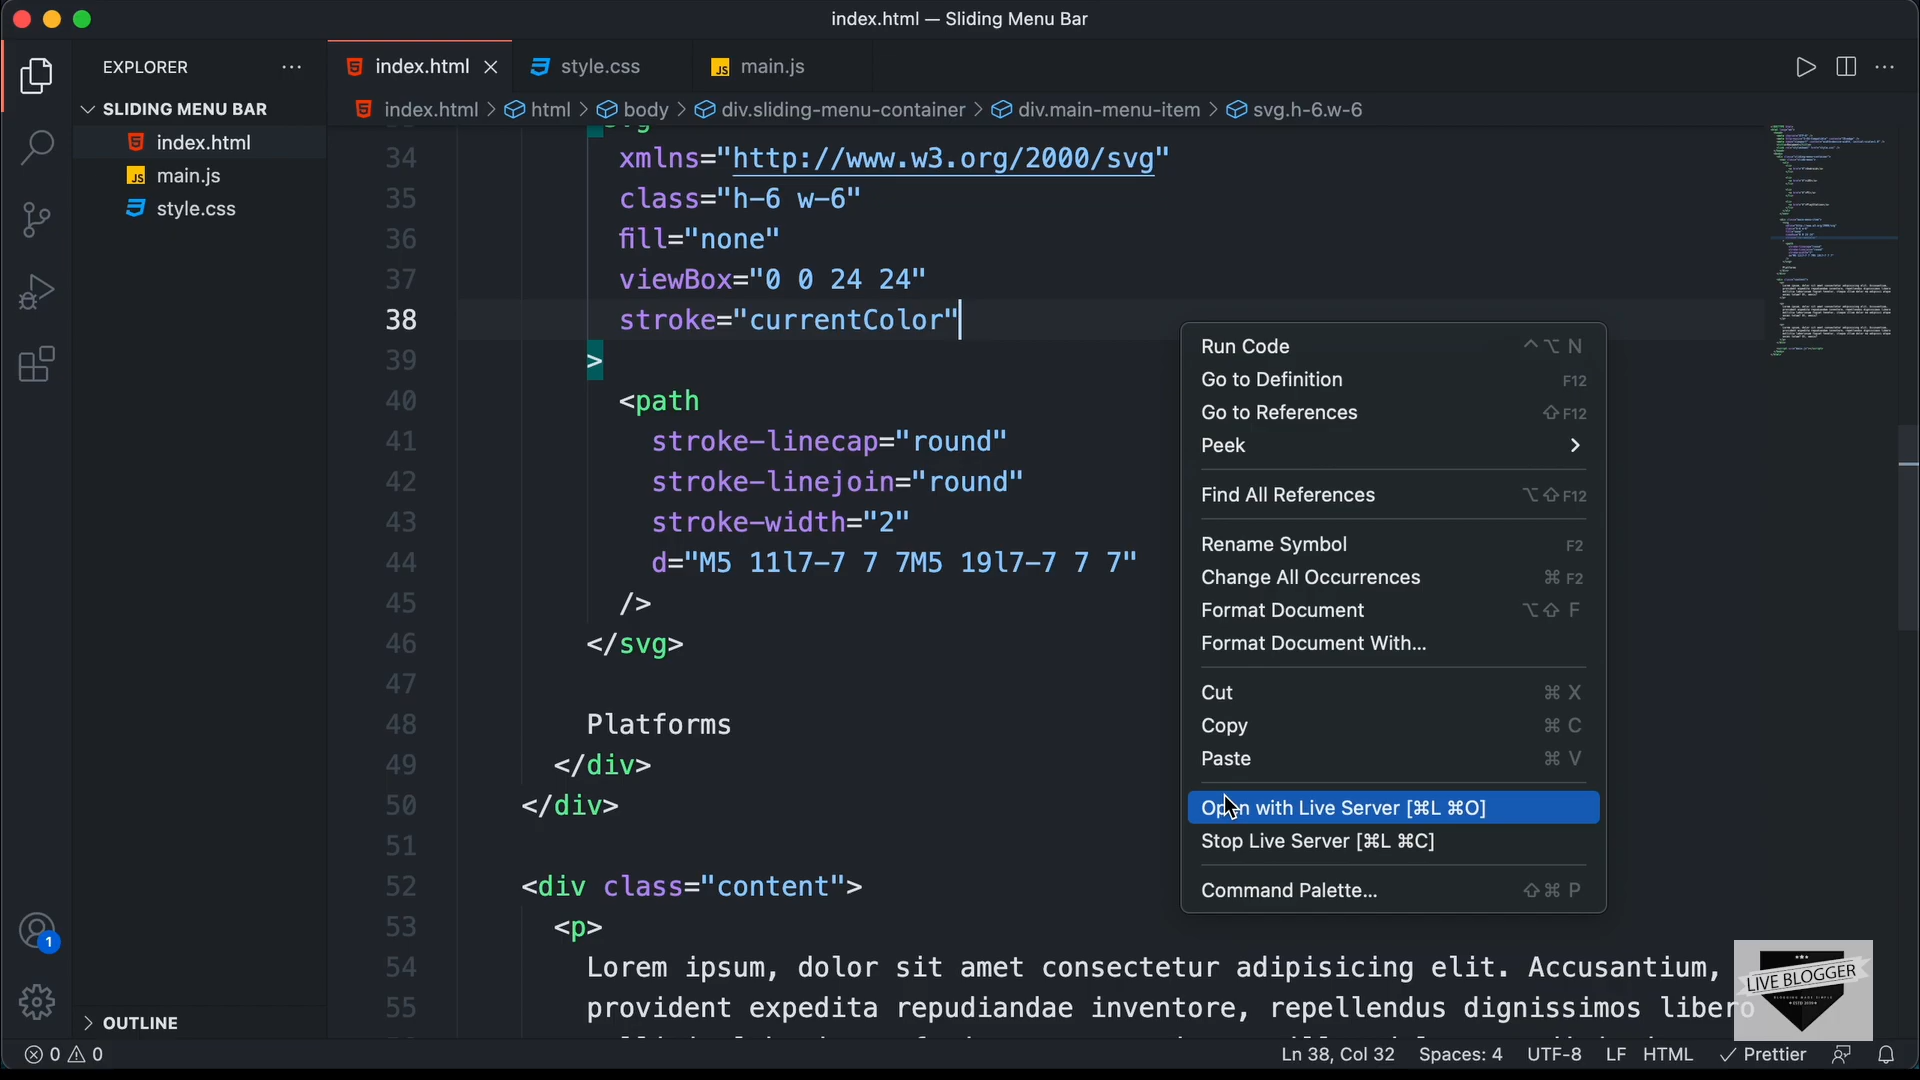 index.html — Sliding Menu Bar
EXPLORER
SLIDING MENU BAR
index.html
main.js
style.css
OUTLINE
index.html
style.css
main.js
index.html > html > body > div.sliding-menu-container > div.main-menu-item > svg.h-6.w-6
34 xmlns="http://www.w3.org/2000/svg"
35 class="h-6 w-6"
36 fill="none"
37 viewBox="0 0 24 24"
38 stroke="currentColor"
39 >
40 <path
41 stroke-linecap="round"
42 stroke-linejoin="round"
43 stroke-width="2"
44 d="M5 11l7-7 7 7M5 19l7-7 7 7"
45 />
46 </svg>
47
48 Platforms
49 </div>
50 </div>
51
52 <div class="content">
53 <p>
54 Lorem ipsum, dolor sit amet consectetur adipisicing elit. Accusantium,
55 provident expedita repudiandae inventore, repellendus dignissimos libero
Run Code ^⌥ N
Go to Definition F12
Go to References ⇧F12
Peek >
Find All References ⌥⇧F12
Rename Symbol F2
Change All Occurrences ⌘F2
Format Document ⌥⇧ F
Format Document With...
Cut ⌘ X
Copy ⌘ C
Paste ⌘ V
Open with Live Server [⌘L ⌘O]
Stop Live Server [⌘L ⌘C]
Command Palette... ⇧⌘ P
LIVE BLOGGER
1
0 0
Ln 38, Col 32 Spaces: 4 UTF-8 LF HTML ✓ Prettier